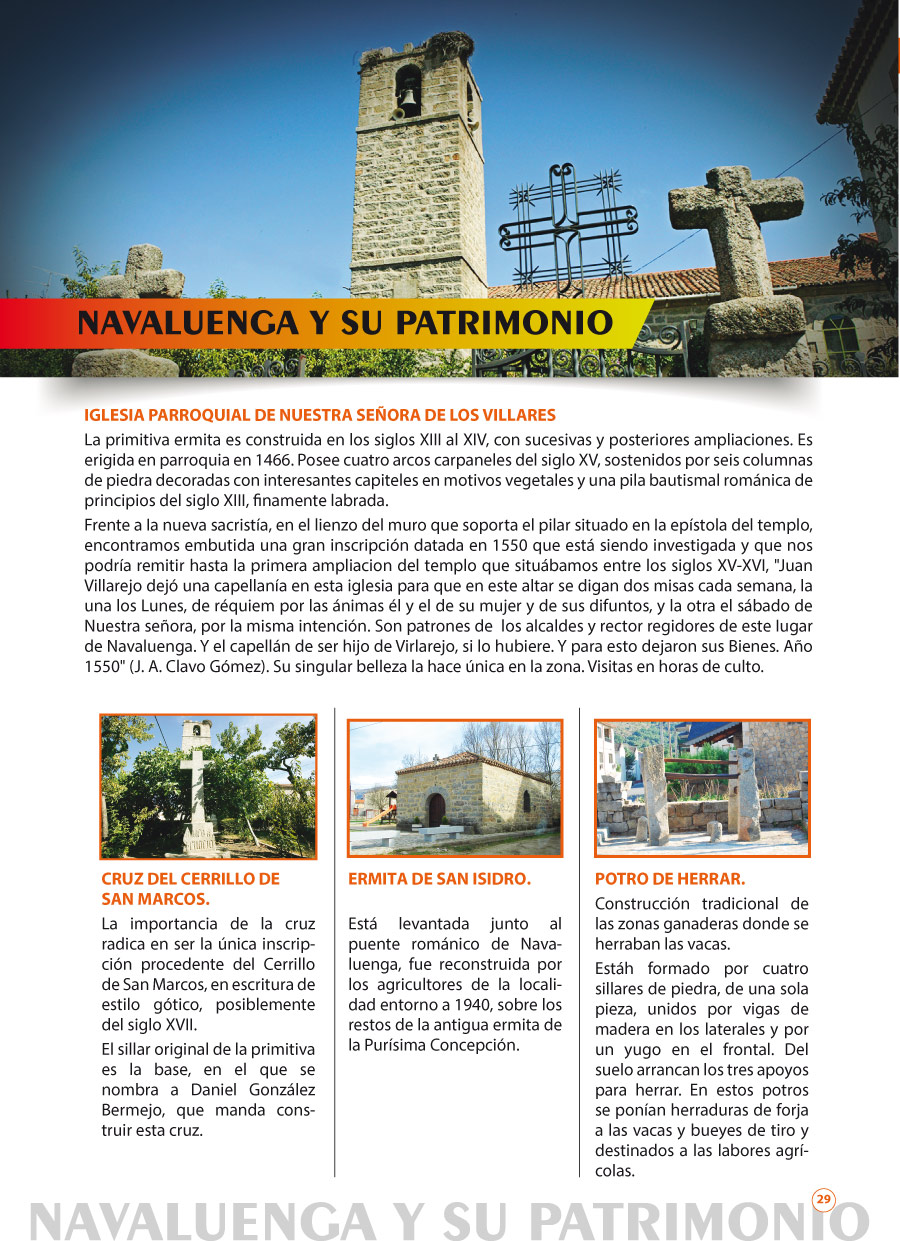 NAVALUENGA Y SU PATRIMONIO
IGLESIA PARROQUIAL DE NUESTRA SEÑORA DE LOS VILLARES
La primitiva ermita es construida en los siglos XIII al XIV, con sucesivas y posteriores ampliaciones. Es
erigida en parroquia en 1466. Posee cuatro arcos carpaneles del siglo XV, sostenidos por seis columnas
de piedra decoradas con interesantes capiteles en motivos vegetales y una pila bautismal románica de
principios del siglo XIII, finamente labrada.
Frente a la nueva sacristía, en el lienzo del muro que soporta el pilar situado en la epístola del templo,
encontramos embutida una gran inscripción datada en 1550 que está siendo investigada y que nos
podría remitir hasta la primera ampliacion del templo que situábamos entre los siglos XV-XVI, "Juan
Villarejo dejó una capellanía en esta iglesia para que en este altar se digan dos misas cada semana, la
una los Lunes, de réquiem por las ánimas él y el de su mujer y de sus difuntos, y la otra el sábado de
Nuestra señora, por la misma intención. Son patrones de los alcaldes y rector regidores de este lugar
de Navaluenga. Y el capellán de ser hijo de Virlarejo, si lo hubiere. Y para esto dejaron sus Bienes. Año
1550" (J. A. Clavo Gómez). Su singular belleza la hace única en la zona. Visitas en horas de culto.
CRUZ DEL CERRILLO DE
SAN MARCOS.
La importancia de la cruz
radica en ser la única inscrip-
ción procedente del Cerrillo
de San Marcos, en escritura de
estilo gótico, posiblemente
del siglo XVII.
El sillar original de la primitiva
es la base, en el que se
nombra a Daniel González
Bermejo, que manda cons-
truir esta cruz.
ERMITA DE SAN ISIDRO.
Está levantada junto al
puente románico de Nava-
luenga, fue reconstruida por
los agricultores de la locali-
dad entorno a 1940, sobre los
restos de la antigua ermita de
la Purísima Concepción.
POTRO DE HERRAR.
Construcción tradicional de
las zonas ganaderas donde se
herraban las vacas.
Estáh formado por cuatro
sillares de piedra, de una sola
pieza, unidos por vigas de
madera en los laterales y por
un yugo en el frontal. Del
suelo arrancan los tres apoyos
para herrar. En estos potros
se ponían herraduras de forja
a las vacas y bueyes de tiro y
destinados a las labores agrí-
colas.
29
NAVALUENGA Y SU PATRIMONIO